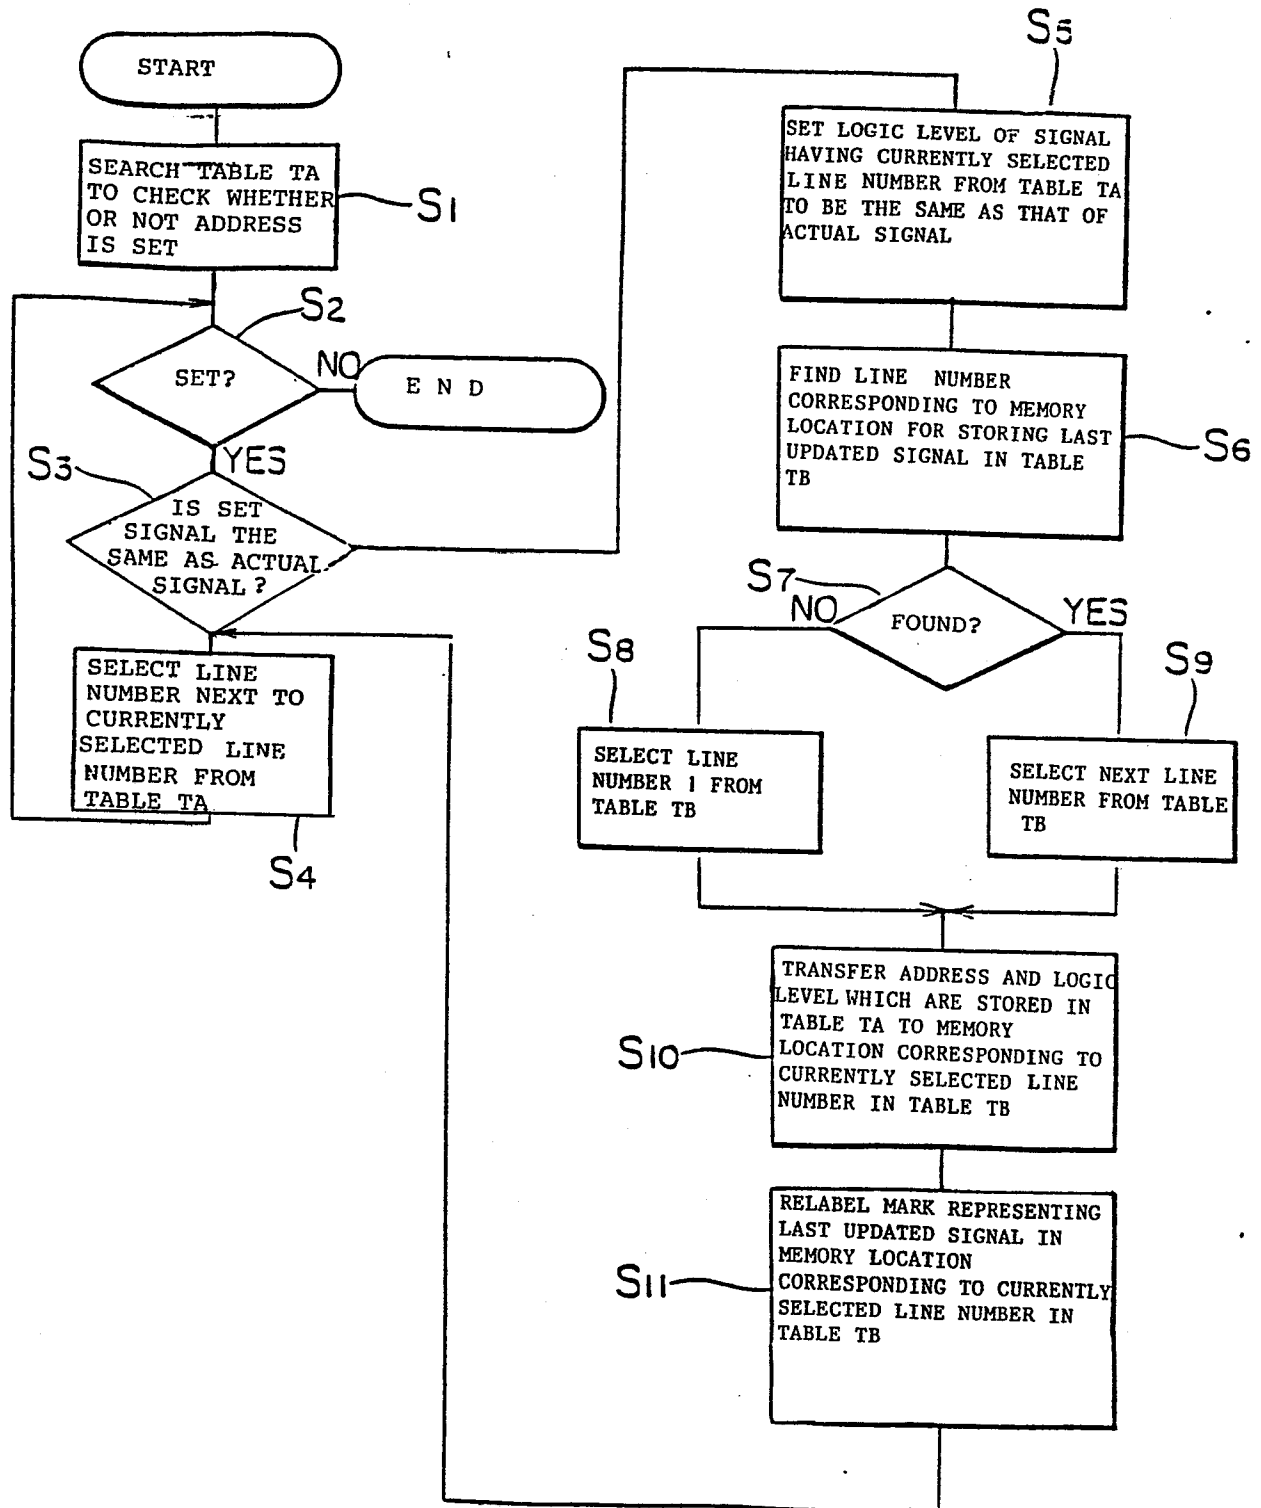 START
SEARCH TABLE TA
TO CHECK WHETHER
OR NOT ADDRESS
IS SET
S1
S2
SET?
NO
E N D
YES
S3
IS SET
SIGNAL THE
SAME AS ACTUAL
SIGNAL?
SELECT LINE
NUMBER NEXT TO
CURRENTLY
SELECTED LINE
NUMBER FROM
TABLE TA
S4
S5
SET LOGIC LEVEL OF SIGNAL
HAVING CURRENTLY SELECTED
LINE NUMBER FROM TABLE TA
TO BE THE SAME AS THAT OF
ACTUAL SIGNAL
FIND LINE NUMBER
CORRESPONDING TO MEMORY
LOCATION FOR STORING LAST
UPDATED SIGNAL IN TABLE
TB
S6
S7
NO
FOUND?
YES
S8
SELECT LINE
NUMBER 1 FROM
TABLE TB
S9
SELECT NEXT LINE
NUMBER FROM TABLE
TB
TRANSFER ADDRESS AND LOGIC
LEVEL WHICH ARE STORED IN
TABLE TA TO MEMORY
LOCATION CORRESPONDING TO
CURRENTLY SELECTED LINE
NUMBER IN TABLE TB
S10
RELABEL MARK REPRESENTING
LAST UPDATED SIGNAL IN
MEMORY LOCATION
CORRESPONDING TO CURRENTLY
SELECTED LINE NUMBER IN
TABLE TB
S11